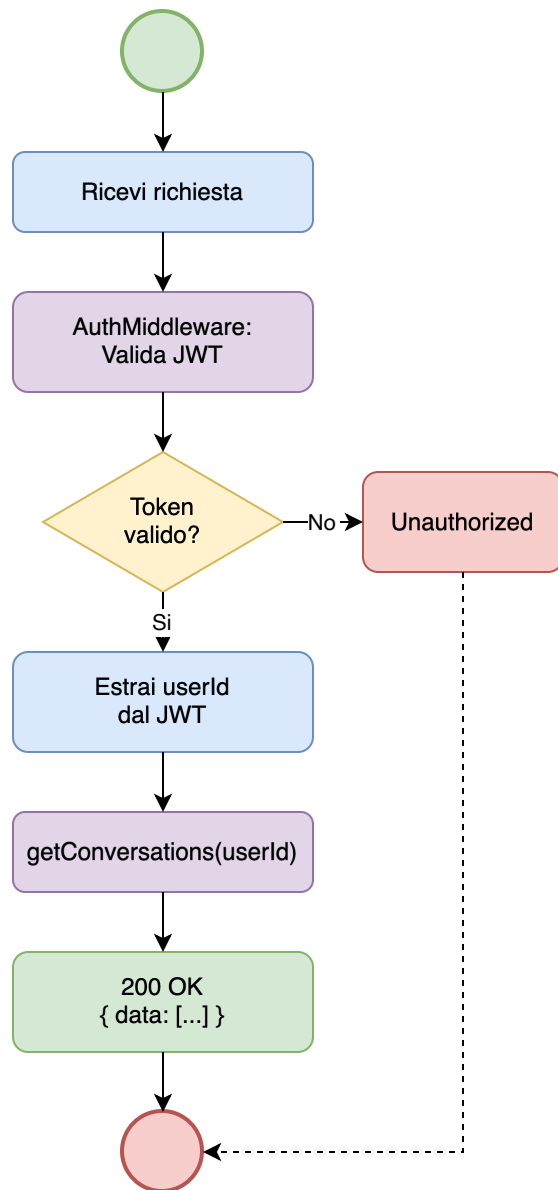 Ricevi richiesta
AuthMiddleware:
Valida JWT
Token
valido?
No
Unauthorized
Si
Estrai userId
dal JWT
getConversations(userId)
200 OK
{ data: [...] }